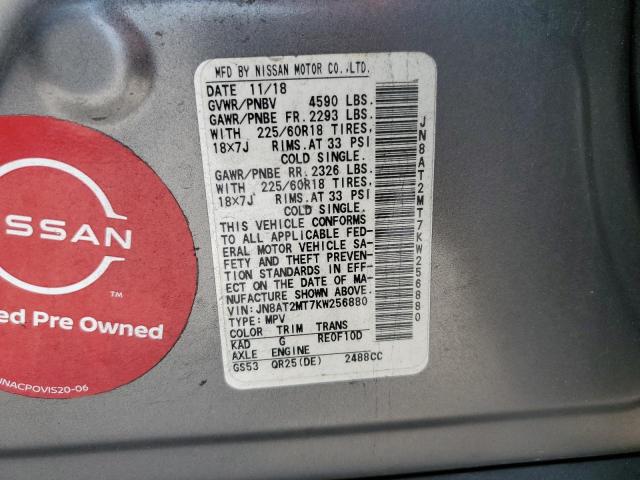 MFD BY NISSAN MOTOR CO.,LTD.
DATE 11/18
GVWR/PNBV 4590 LBS.
GAWR/PNBE FR.2293 LBS.
WITH 225/60R18 TIRES,
18X7J RIMS.AT 33 PSI
COLD SINGLE.
GAWR/PNBE RR.2326 LBS.
WITH 225/60R18 TIRES,
18X7J RIMS.AT 33 PSI
COLD SINGLE.
THIS VEHICLE CONFORMS
TO ALL APPLICABLE FED-
ERAL MOTOR VEHICLE SA-
FETY AND THEFT PREVEN-
TION STANDARDS IN EFF-
ECT ON THE DATE OF MA-
NUFACTURE SHOWN ABOVE.
VIN: JN8AT2MT7KW256880
TYPE: MPV
COLOR TRIM TRANS
KAD G RE0F10D
AXLE ENGINE
GS53 QR25(DE) 2488CC
JN8AT2MT7KW256880
ISSAN
TM
ed Pre Owned
NACPOVIS20-06